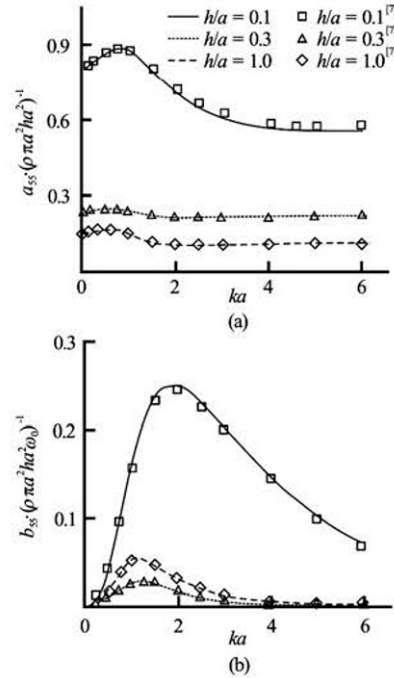 (a)
h/a = 0.1 0.1[7]
h/a = 0.3 0.3[7]
h/a = 1.0 1.0[7]
0.9
0.6
0.3
a55·(ρπa²ha²)⁻¹
0 2 4 6
ka
(a)
0.3
0.2
0.1
b55·(ρπa²ha²ω₀)⁻¹
0 2 4 6
ka
(b)